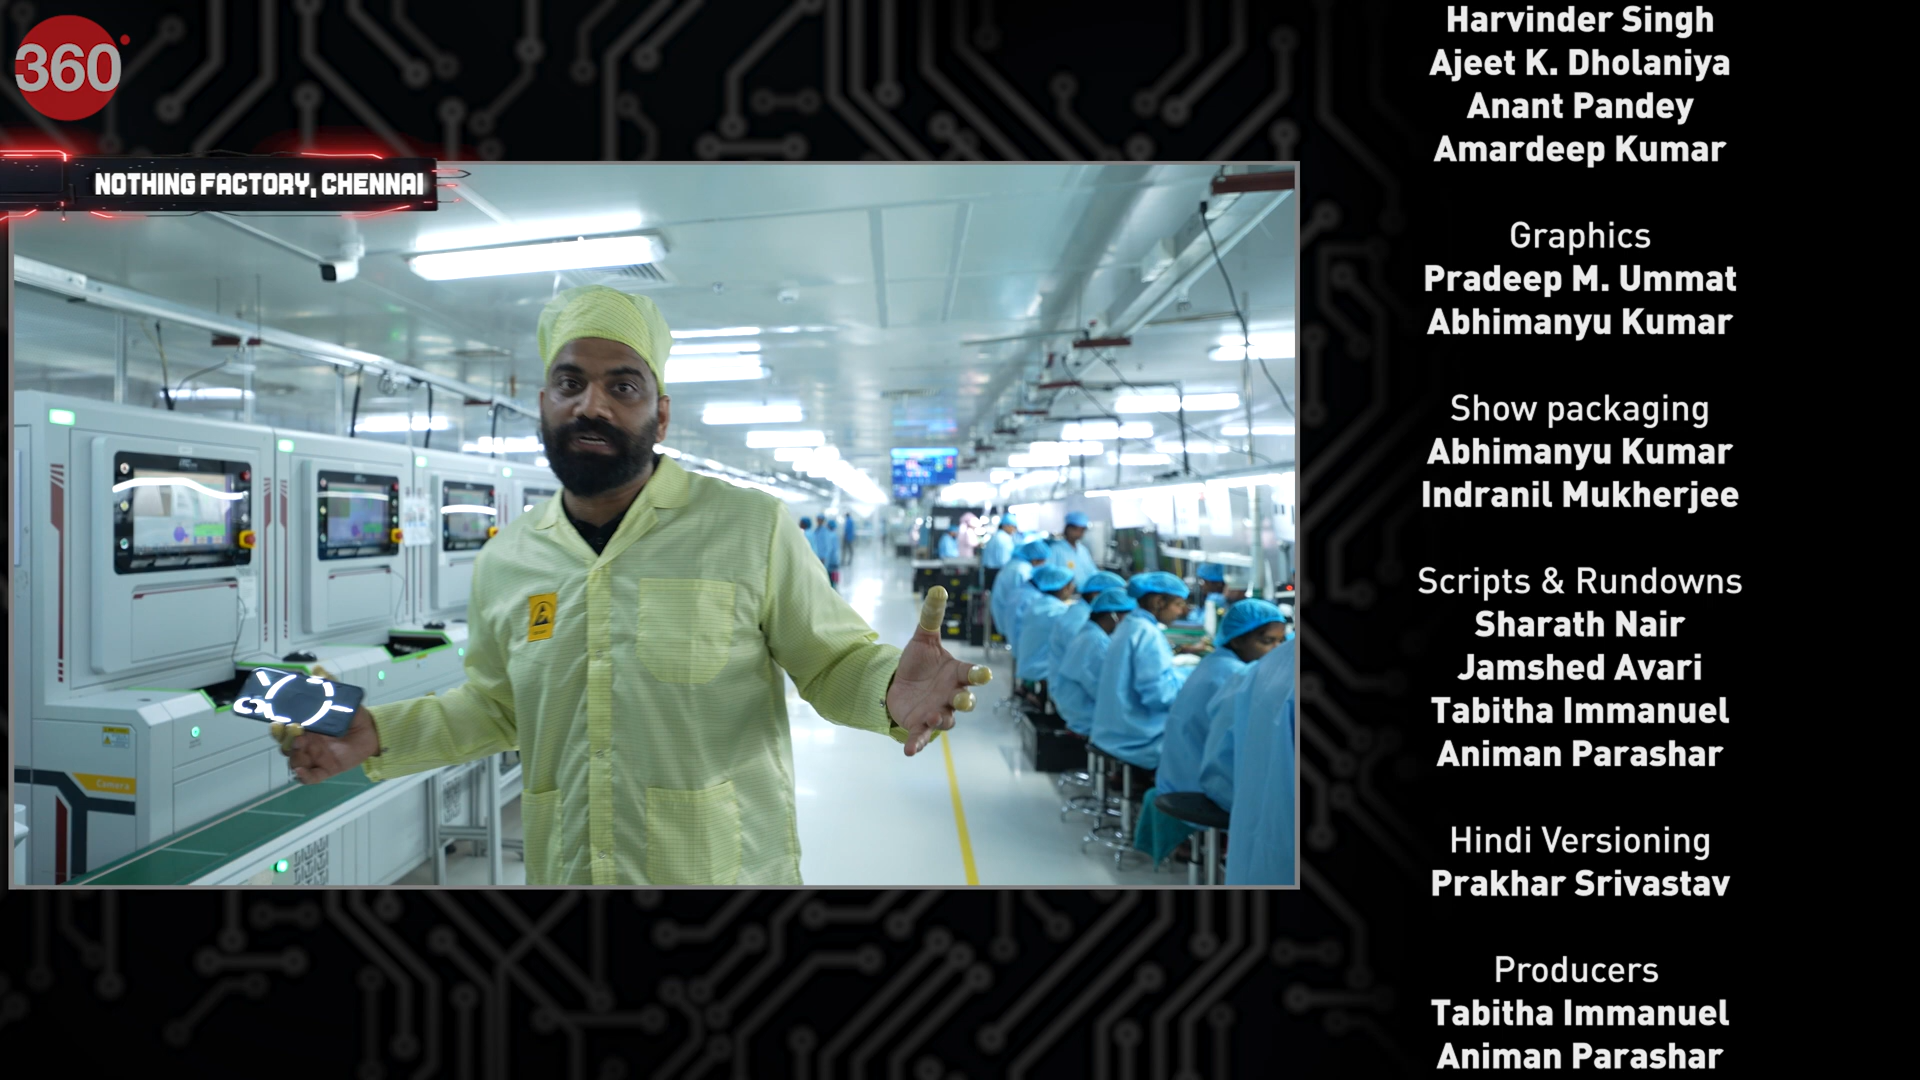 360
NOTHING FACTORY, CHENNAI
Camera
Harvinder Singh
Ajeet K. Dholaniya
Anant Pandey
Amardeep Kumar
Graphics
Pradeep M. Ummat
Abhimanyu Kumar
Show packaging
Abhimanyu Kumar
Indranil Mukherjee
Scripts & Rundowns
Sharath Nair
Jamshed Avari
Tabitha Immanuel
Animan Parashar
Hindi Versioning
Prakhar Srivastav
Producers
Tabitha Immanuel
Animan Parashar